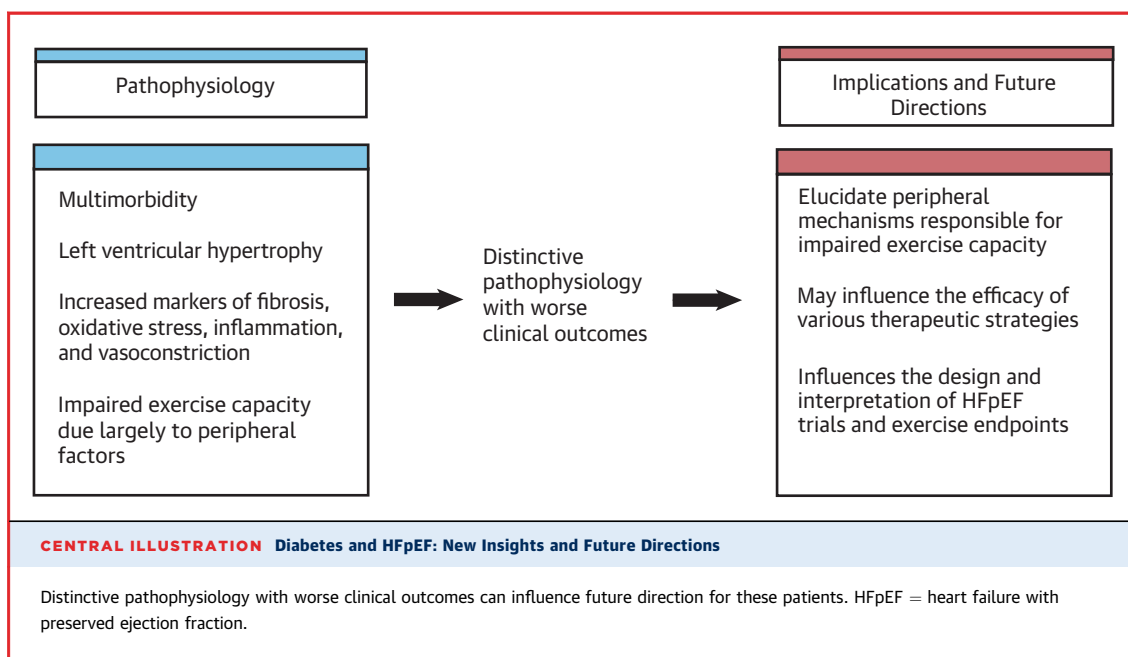 Pathophysiology
Multimorbidity
Left ventricular hypertrophy
Increased markers of fibrosis,
oxidative stress, inflammation,
and vasoconstriction
Impaired exercise capacity
due largely to peripheral
factors
Distinctive
pathophysiology
with worse
clinical outcomes
Implications and Future
Directions
Elucidate peripheral
mechanisms responsible for
impaired exercise capacity
May influence the efficacy of
various therapeutic strategies
Influences the design and
interpretation of HFpEF
trials and exercise endpoints
CENTRAL ILLUSTRATION Diabetes and HFpEF: New Insights and Future Directions
Distinctive pathophysiology with worse clinical outcomes can influence future direction for these patients. HFpEF = heart failure with
preserved ejection fraction.